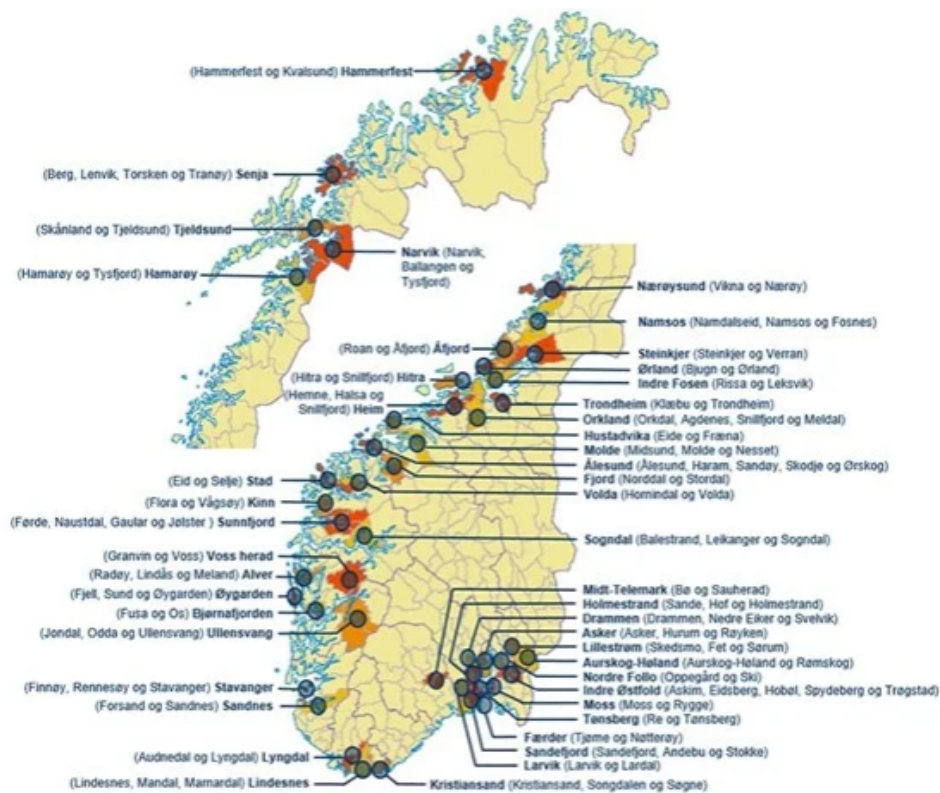 (Hammerfest og Kvalsund) Hammerfest
(Berg, Lenvik, Torsken og Tranøy) Senja
(Skånland og Tjeldsund) Tjeldsund
Narvik (Narvik,
Ballangen og
Tysfjord)
(Hamarøy og Tysfjord) Hamarøy
Nærøysund (Vikna og Nærøy)
Namsos (Namdalseid, Namsos og Fosnes)
(Roan og Åfjord) Åfjord
Steinkjer (Steinkjer og Verran)
Ørland (Bjugn og Ørland)
(Hitra og Snillfjord) Hitra
Indre Fosen (Rissa og Leksvik)
(Hemne, Halsa og
Snillfjord) Heim
Trondheim (Klæbu og Trondheim)
Orkland (Orkdal, Agdenes, Snillfjord og Meldal)
Hustadvika (Eide og Fræna)
Molde (Midsund, Molde og Nesset)
Ålesund (Ålesund, Haram, Sandøy, Skodje og Ørskog)
Fjord (Norddal og Stordal)
Volda (Hornindal og Volda)
(Eid og Selje) Stad
(Flora og Vågsøy) Kinn
(Førde, Naustdal, Gaular og Jølster ) Sunnfjord
Sogndal (Balestrand, Leikanger og Sogndal)
(Granvin og Voss) Voss herad
(Radøy, Lindås og Meland) Alver
(Fjell, Sund og Øygarden) Øygarden
(Fusa og Os) Bjørnafjorden
(Jondal, Odda og Ullensvang) Ullensvang
Midt-Telemark (Bø og Sauherad)
Holmestrand (Sande, Hof og Holmestrand)
Drammen (Drammen, Nedre Eiker og Svelvik)
Asker (Asker, Hurum og Røyken)
Lillestrøm (Skedsmo, Fet og Sørum)
Aurskog-Høland (Aurskog-Høland og Rømskog)
Nordre Follo (Oppegård og Ski)
Indre Østfold (Askim, Eidsberg, Hobøl, Spydeberg og Trøgstad)
Moss (Moss og Rygge)
Tønsberg (Re og Tønsberg)
Færder (Tjøme og Nøtterøy)
Sandefjord (Sandefjord, Andebu og Stokke)
Larvik (Larvik og Lardal)
(Finnøy, Rennesøy og Stavanger) Stavanger
(Forsand og Sandnes) Sandnes
(Audnedal og Lyngdal) Lyngdal
(Lindesnes, Mandal, Marnardal) Lindesnes
Kristiansand (Kristiansand, Songdalen og Søgne)